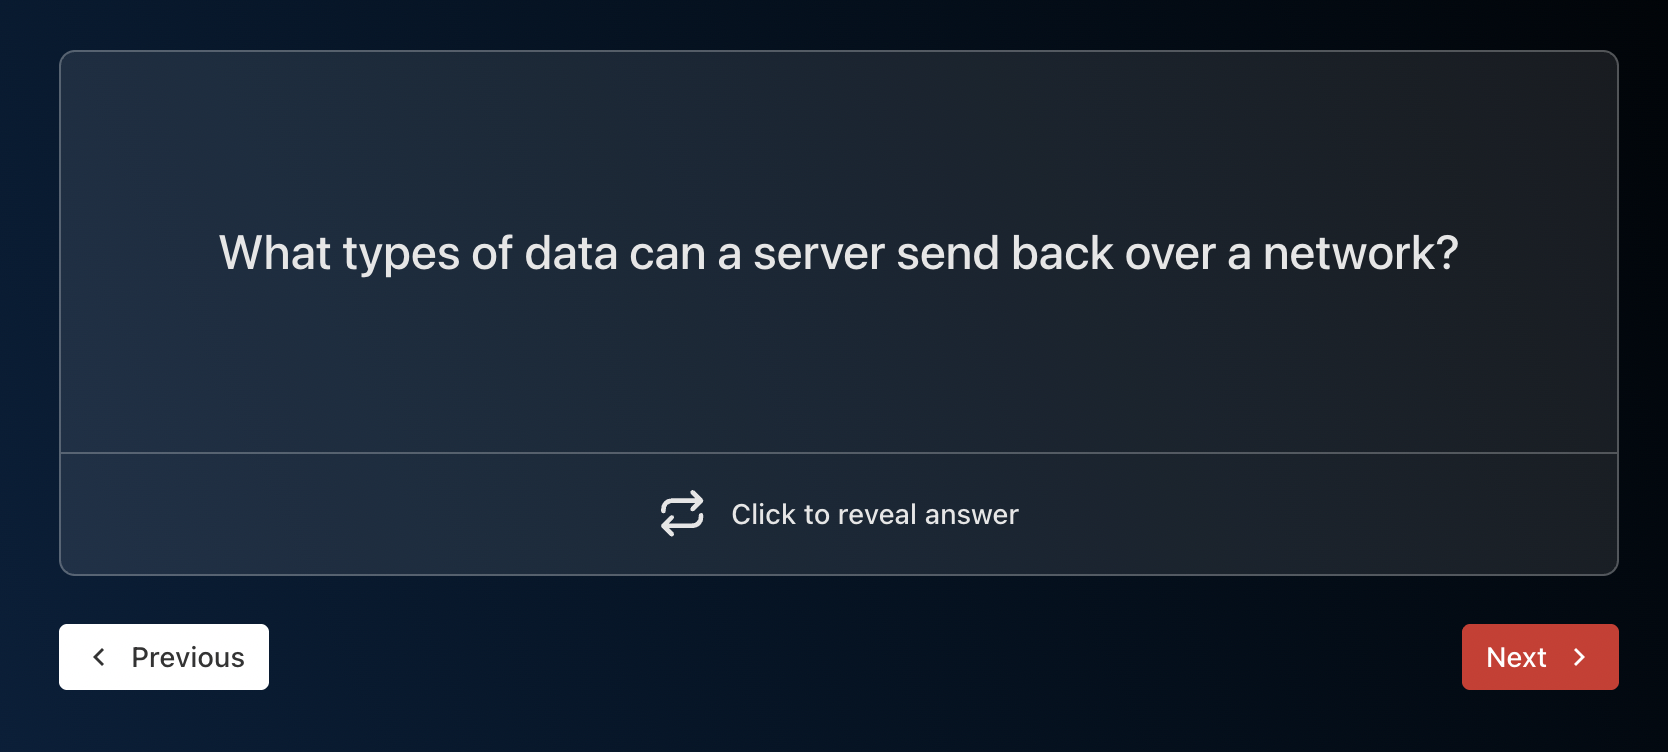 What types of data can a server send back over a network?
Click to reveal answer
Previous
Next